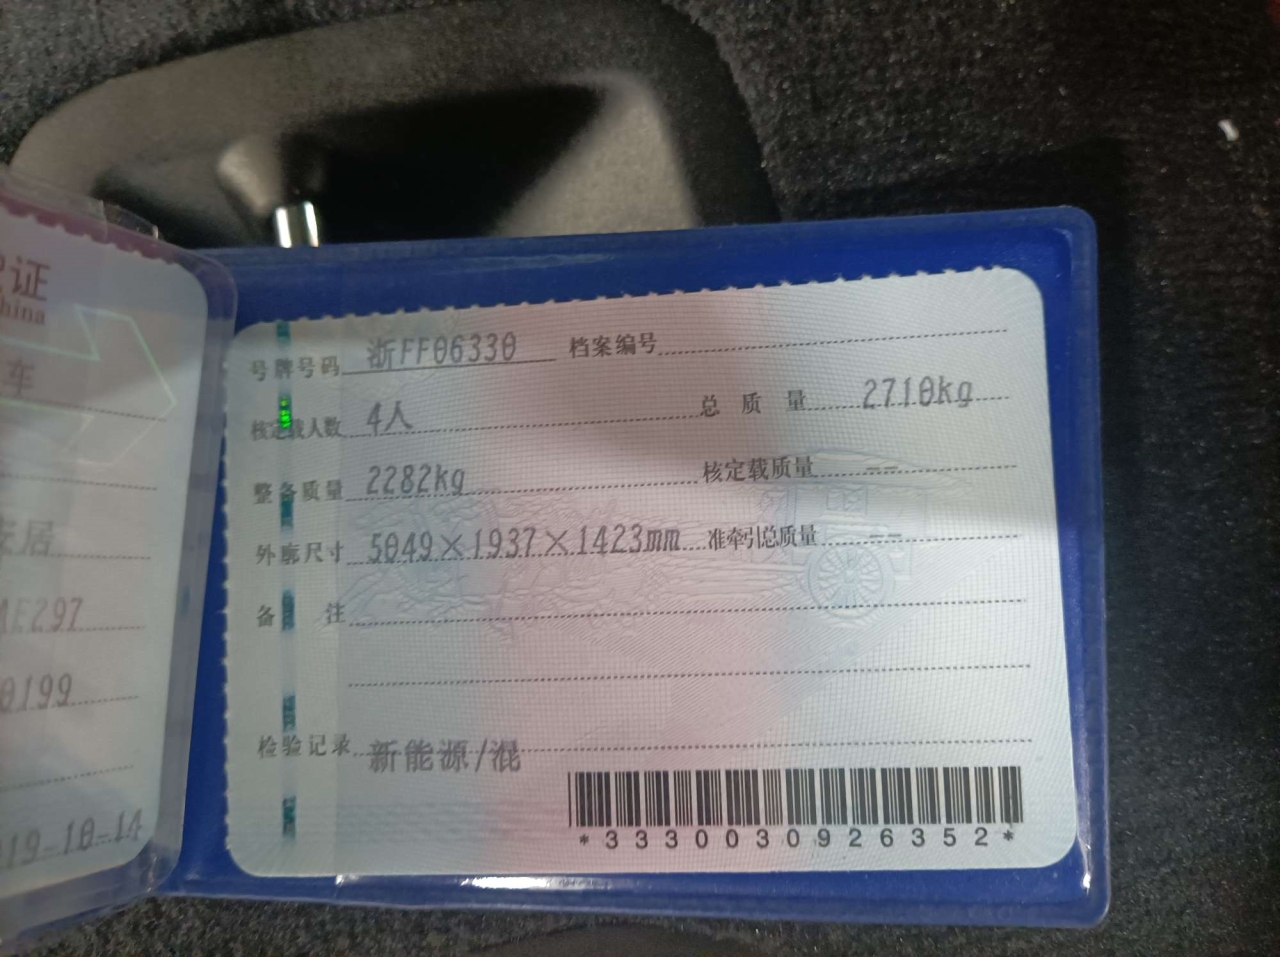 证
hina
车
安居
AE297
0199
19-10-14
号牌号码 浙FF06330 档案编号
核定载人数 4人 总质量 2710kg
整备质量 2282kg 核定载质量 --
外廓尺寸 5049×1937×1423mm 准牵引总质量 --
备注
检验记录 新能源/混
*3330030926352*